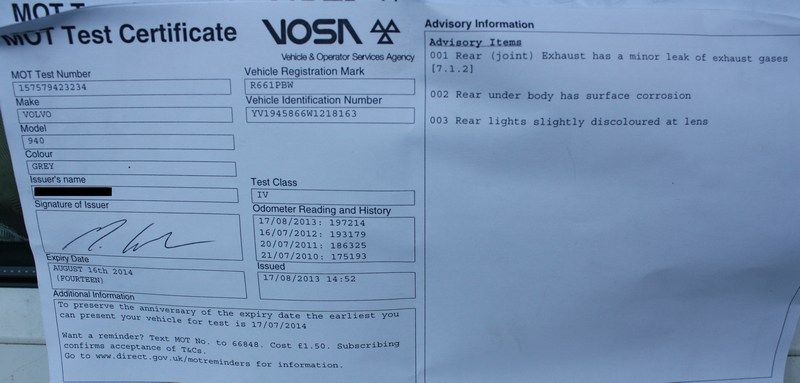 MOT T
MOT Test Certificate
VOSA
Vehicle & Operator Services Agency
MOT Test Number
157579423234
Vehicle Registration Mark
R661PBW
Make
VOLVO
Vehicle Identification Number
YV1945866W1218163
Model
940
Colour
GREY
Issuer's name
Test Class
IV
Signature of Issuer
Odometer Reading and History
17/08/2013: 197214
16/07/2012: 193179
20/07/2011: 186325
21/07/2010: 175193
Expiry Date
AUGUST 16th 2014
(FOURTEEN)
Issued
17/08/2013 14:52
Additional Information
To preserve the anniversary of the expiry date the earliest you
can present your vehicle for test is 17/07/2014
Want a reminder? Text MOT No. to 66848. Cost £1.50. Subscribing
confirms acceptance of T&Cs.
Go to www.direct.gov.uk/motreminders for information.
Advisory Information
Advisory Items
001 Rear (joint) Exhaust has a minor leak of exhaust gases
[7.1.2]
002 Rear under body has surface corrosion
003 Rear lights slightly discoloured at lens